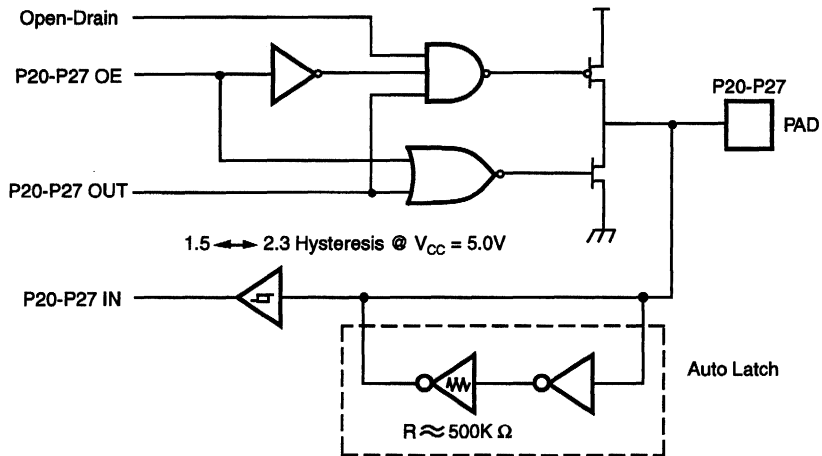 Open-Drain
P20-P27 OE
P20-P27
PAD
P20-P27 OUT
1.5 ↔ 2.3 Hysteresis @ VCC = 5.0V
P20-P27 IN
Auto Latch
R ≈ 500K Ω